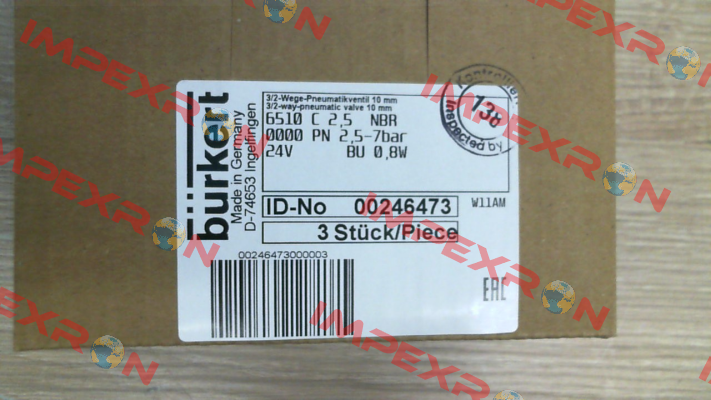 burkert
Made in Germany
D-74653 Ingelfingen
3/2-Wege-Pneumatikventil 10 mm
3/2-way-pneumatic valve 10 mm
6510 C 2,5 NBR
0000 PN 2,5-7bar
24V BU 0,8W
138
Inspected by
ID-No 00246473
W11AM
3 Stück/Piece
00246473000003
EAC
IMPEXRON
IMPEXRON
IMPEXRON
IMPEXRON
IMPEXRON
IMPEXRON